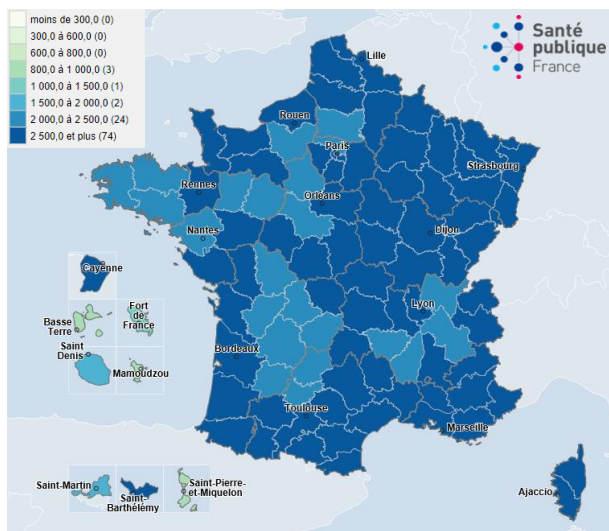 moins de 300,0 (0)
300,0 à 600,0 (0)
600,0 à 800,0 (0)
800,0 à 1 000,0 (3)
1 000,0 à 1 500,0 (1)
1 500,0 à 2 000,0 (2)
2 000,0 à 2 500,0 (24)
2 500,0 et plus (74)
Santé
publique
France
Lille
Rouen
Paris
Strasbourg
Rennes
Orléans
Nantes
Dijon
Cayenne
Lyon
Basse
Terre
Fort
de
France
Saint
Denis
Mamoudzou
Bordeaux
Toulouse
Marseille
Saint-Martin
Saint-
Barthélémy
Saint-Pierre-
et-Miquelon
Ajaccio